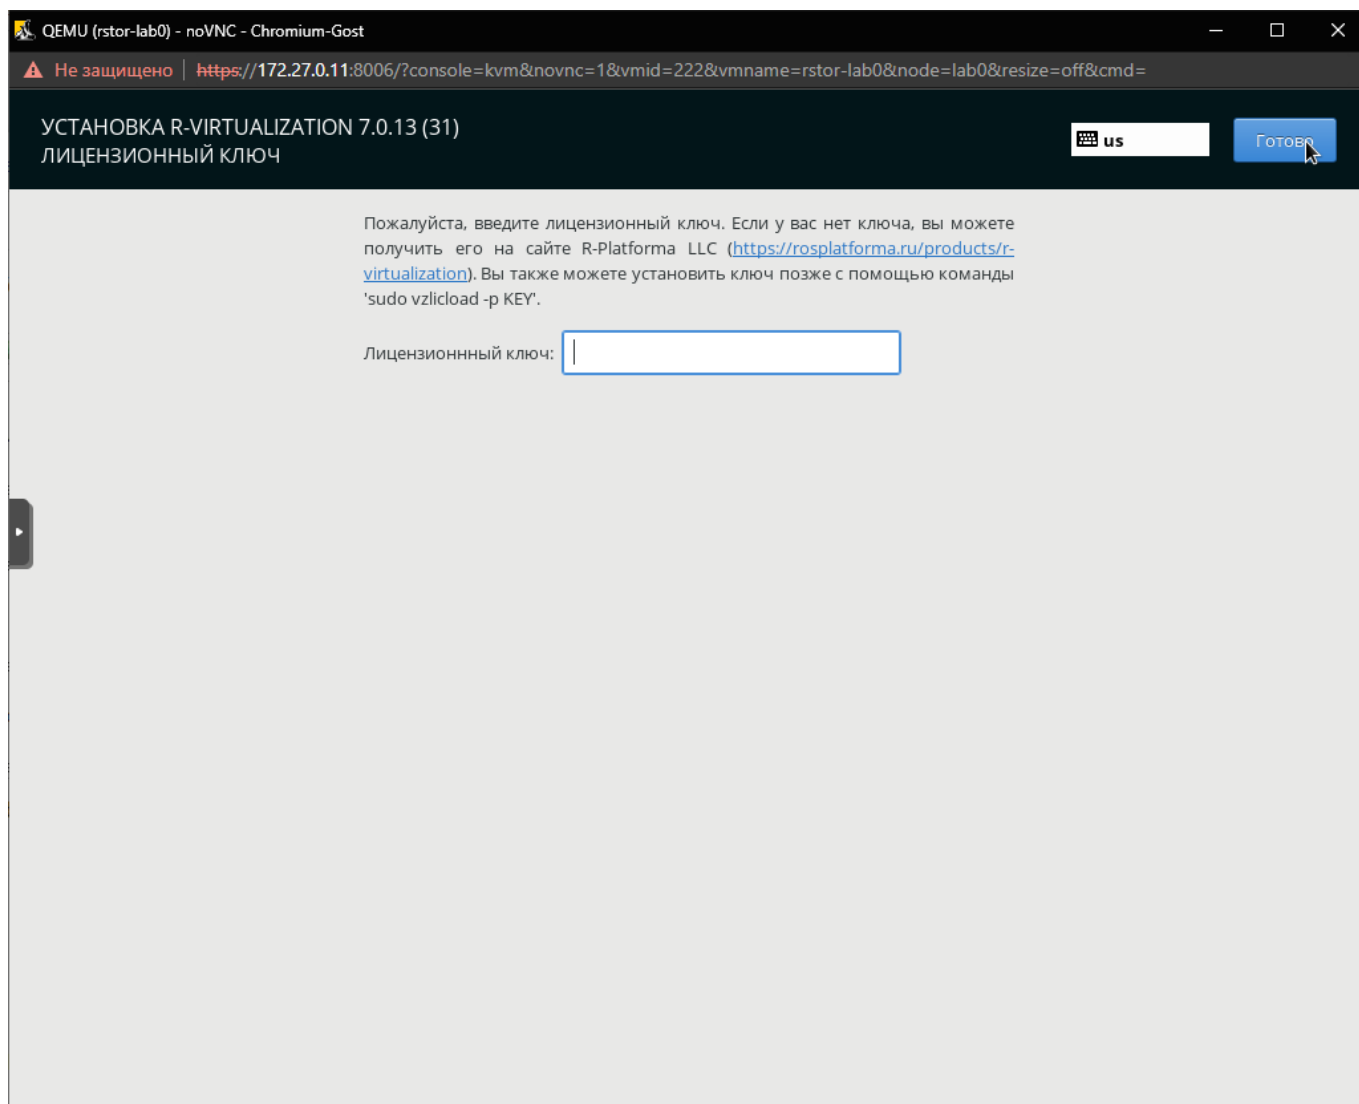 QEMU (rstor-lab0) - noVNC - Chromium-Gost
Не защищено | https://172.27.0.11:8006/?console=kvm&novnc=1&vmid=222&vmname=rstor-lab0&node=lab0&resize=off&cmd=
УСТАНОВКА R-VIRTUALIZATION 7.0.13 (31)
ЛИЦЕНЗИОННЫЙ КЛЮЧ
us
Готово
Пожалуйста, введите лицензионный ключ. Если у вас нет ключа, вы можете
получить его на сайте R-Platforma LLC (https://rosplatforma.ru/products/r-
virtualization). Вы также можете установить ключ позже с помощью команды
'sudo vzlicload -p KEY'.
Лицензионнный ключ: